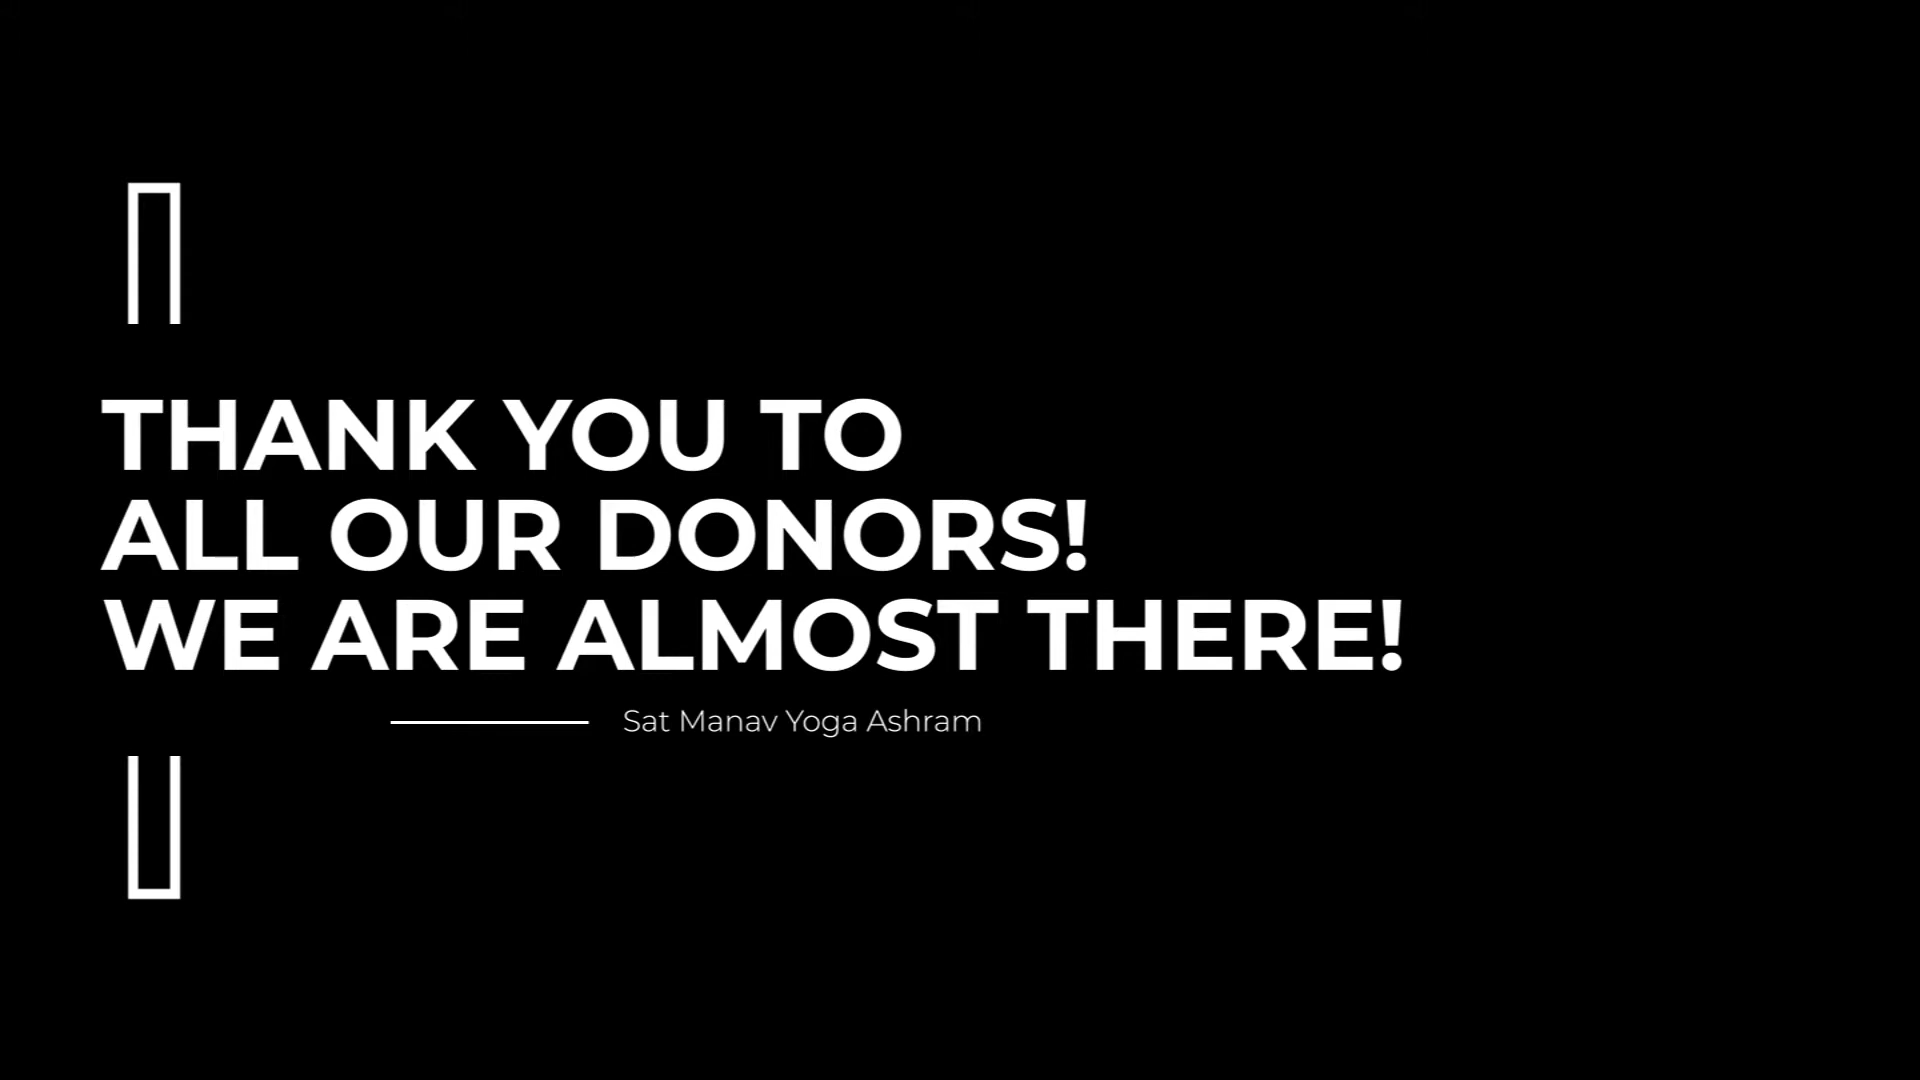 THANK YOU TO
ALL OUR DONORS!
WE ARE ALMOST THERE!
Sat Manav Yoga Ashram